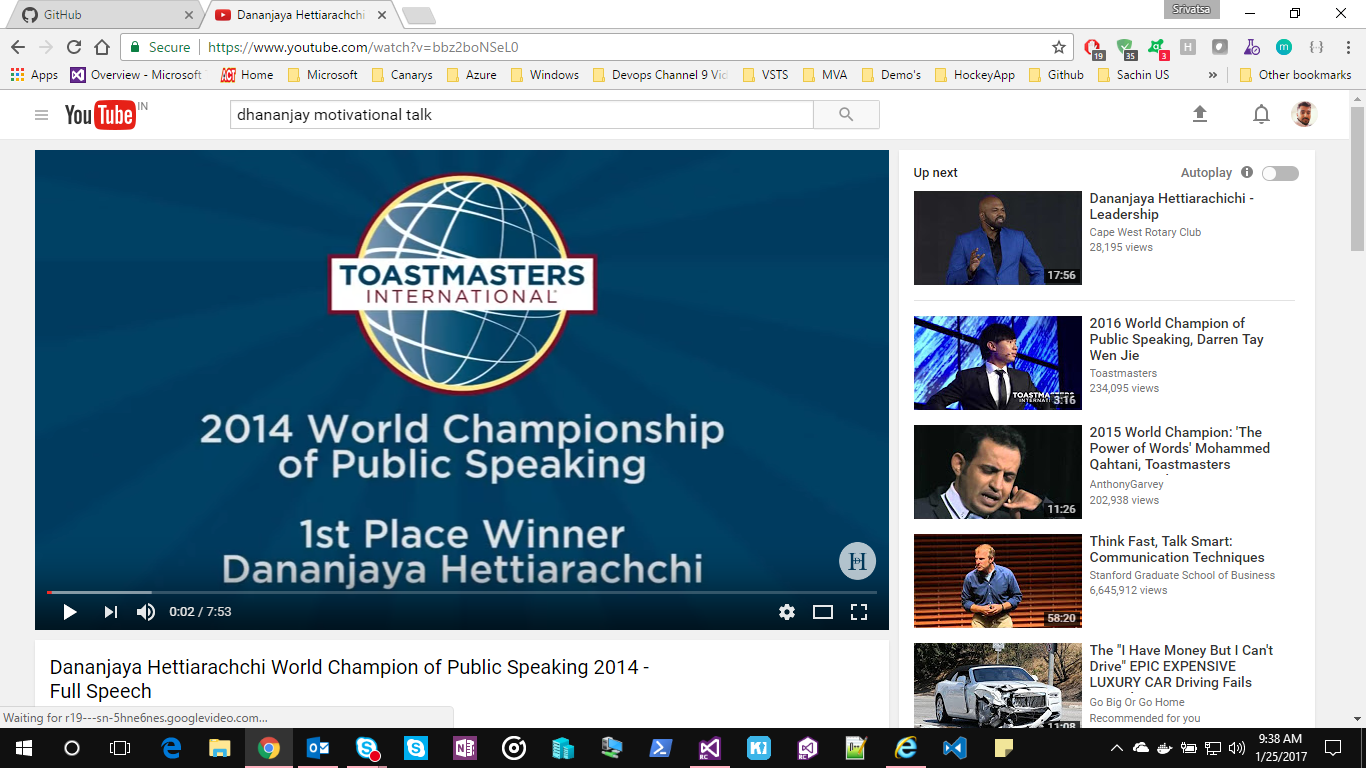 GitHub
Dananjaya Hettiarachchi
Srivatsa
Secure
https://www.youtube.com/watch?v=bbz2boNSeL0
19
35
3
Apps
Overview - Microsoft
Home
Microsoft
Canarys
Azure
Windows
Devops Channel 9 Vid
VSTS
MVA
Demo's
HockeyApp
Github
Sachin US
»
Other bookmarks
YouTube IN
dhananjay motivational talk
TOASTMASTERS
INTERNATIONAL
2014 World Championship
of Public Speaking
1st Place Winner
Dananjaya Hettiarachchi
H
0:02 / 7:53
Dananjaya Hettiarachchi World Champion of Public Speaking 2014 -
Full Speech
Waiting for r19---sn-5hne6nes.googlevideo.com...
Up next
Autoplay
Dananjaya Hettiarachichi -
Leadership
Cape West Rotary Club
28,195 views
17:56
2016 World Champion of
Public Speaking, Darren Tay
Wen Jie
Toastmasters
234,095 views
TOASTMASTERS
INTERNATIONAL
3:16
2015 World Champion: 'The
Power of Words' Mohammed
Qahtani, Toastmasters
AnthonyGarvey
202,938 views
11:26
Think Fast, Talk Smart:
Communication Techniques
Stanford Graduate School of Business
6,645,912 views
58:20
The "I Have Money But I Can't
Drive" EPIC EXPENSIVE
LUXURY CAR Driving Fails
Go Big Or Go Home
Recommended for you
11:08
9:38 AM
1/25/2017